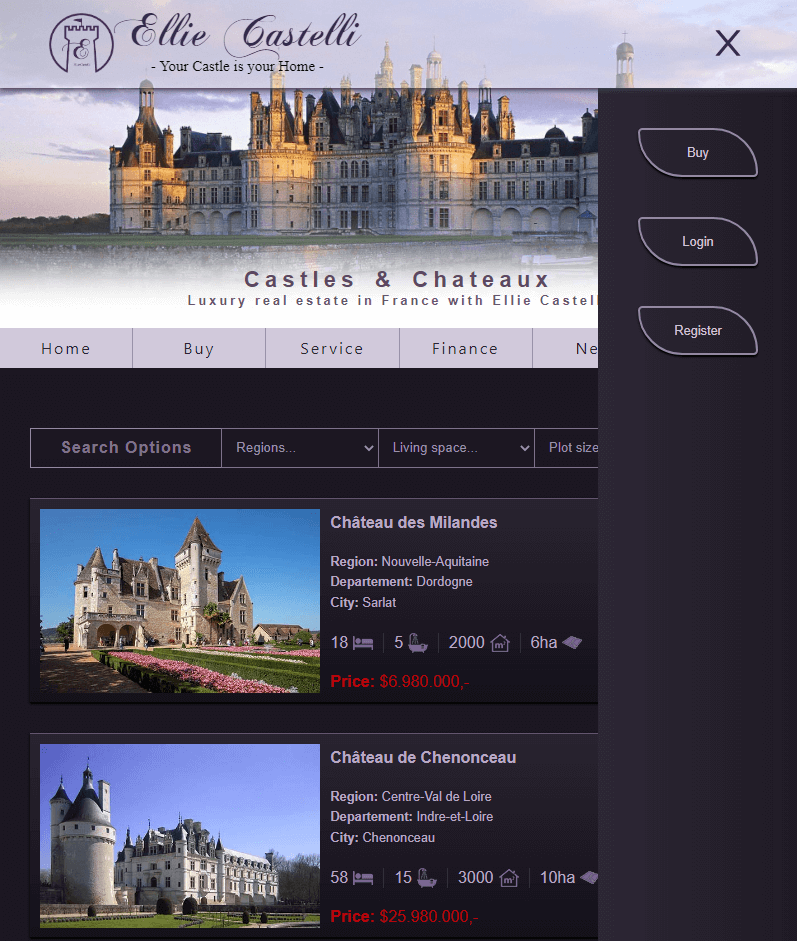 Ellie Castelli
- Your Castle is your Home -
X
Buy
Login
Register
Castles & Chateaux
Luxury real estate in France with Ellie Castell
Home
Buy
Service
Finance
Ne
Search Options
Regions...
Living space...
Plot size
Château des Milandes
Region: Nouvelle-Aquitaine
Departement: Dordogne
City: Sarlat
18
5
2000 m²
6ha
Price: $6.980.000,-
Château de Chenonceau
Region: Centre-Val de Loire
Departement: Indre-et-Loire
City: Chenonceau
58
15
3000 m²
10ha
Price: $25.980.000,-